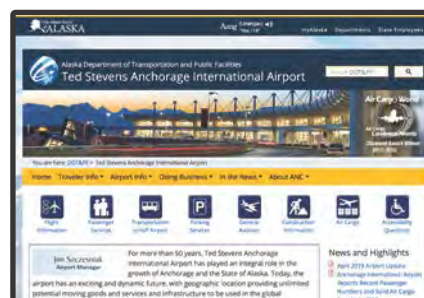 ALASKA
myAlaska Departments State Employees
Alaska Department of Transportation and Public Facilities
Ted Stevens Anchorage International Airport
Search DOT&PF
Air Cargo World
You are here: DOT&PF > Ted Stevens Anchorage International Airport
Home Traveler Info Airport Info Doing Business In the News About ANC
Flight Information
Passenger Services
Transportation to/off Airport
Parking Services
General Aviation
Construction Information
Air Cargo
Accessibility Questions
Jim Szczesniak
Airport Manager
For more than 50 years, Ted Stevens Anchorage
International Airport has played an integral role in the
growth of Anchorage and the State of Alaska. Today, the
airport has an exciting and dynamic future, with geographic location providing unlimited
potential moving goods and services and infrastructure to be used in the global
News and Highlights
April 2019 Airport Update
Anchorage International Airport
Reports Record Passenger
Numbers and Solid Air Cargo